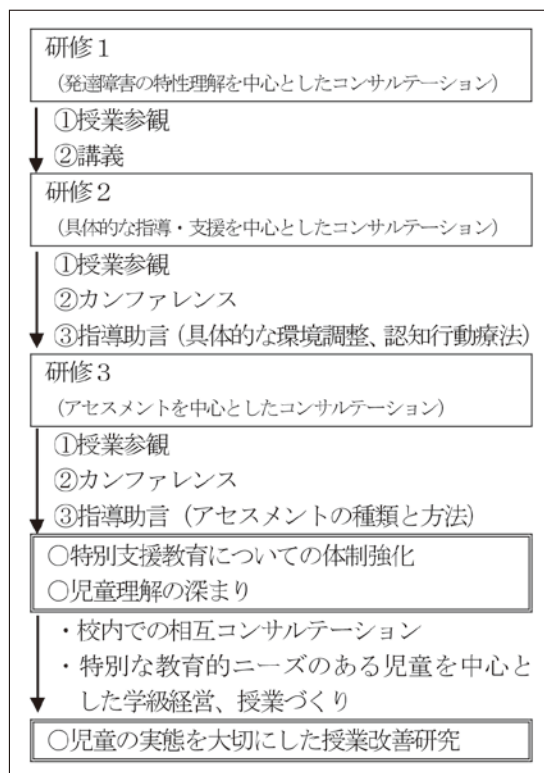 研修１
（発達障害の特性理解を中心としたコンサルテーション）
①授業参観
②講義
研修２
（具体的な指導・支援を中心としたコンサルテーション）
①授業参観
②カンファレンス
③指導助言（具体的な環境調整、認知行動療法）
研修３
（アセスメントを中心としたコンサルテーション）
①授業参観
②カンファレンス
③指導助言（アセスメントの種類と方法）
○特別支援教育についての体制強化
○児童理解の深まり
・校内での相互コンサルテーション
・特別な教育的ニーズのある児童を中心と
した学級経営、授業づくり
○児童の実態を大切にした授業改善研究